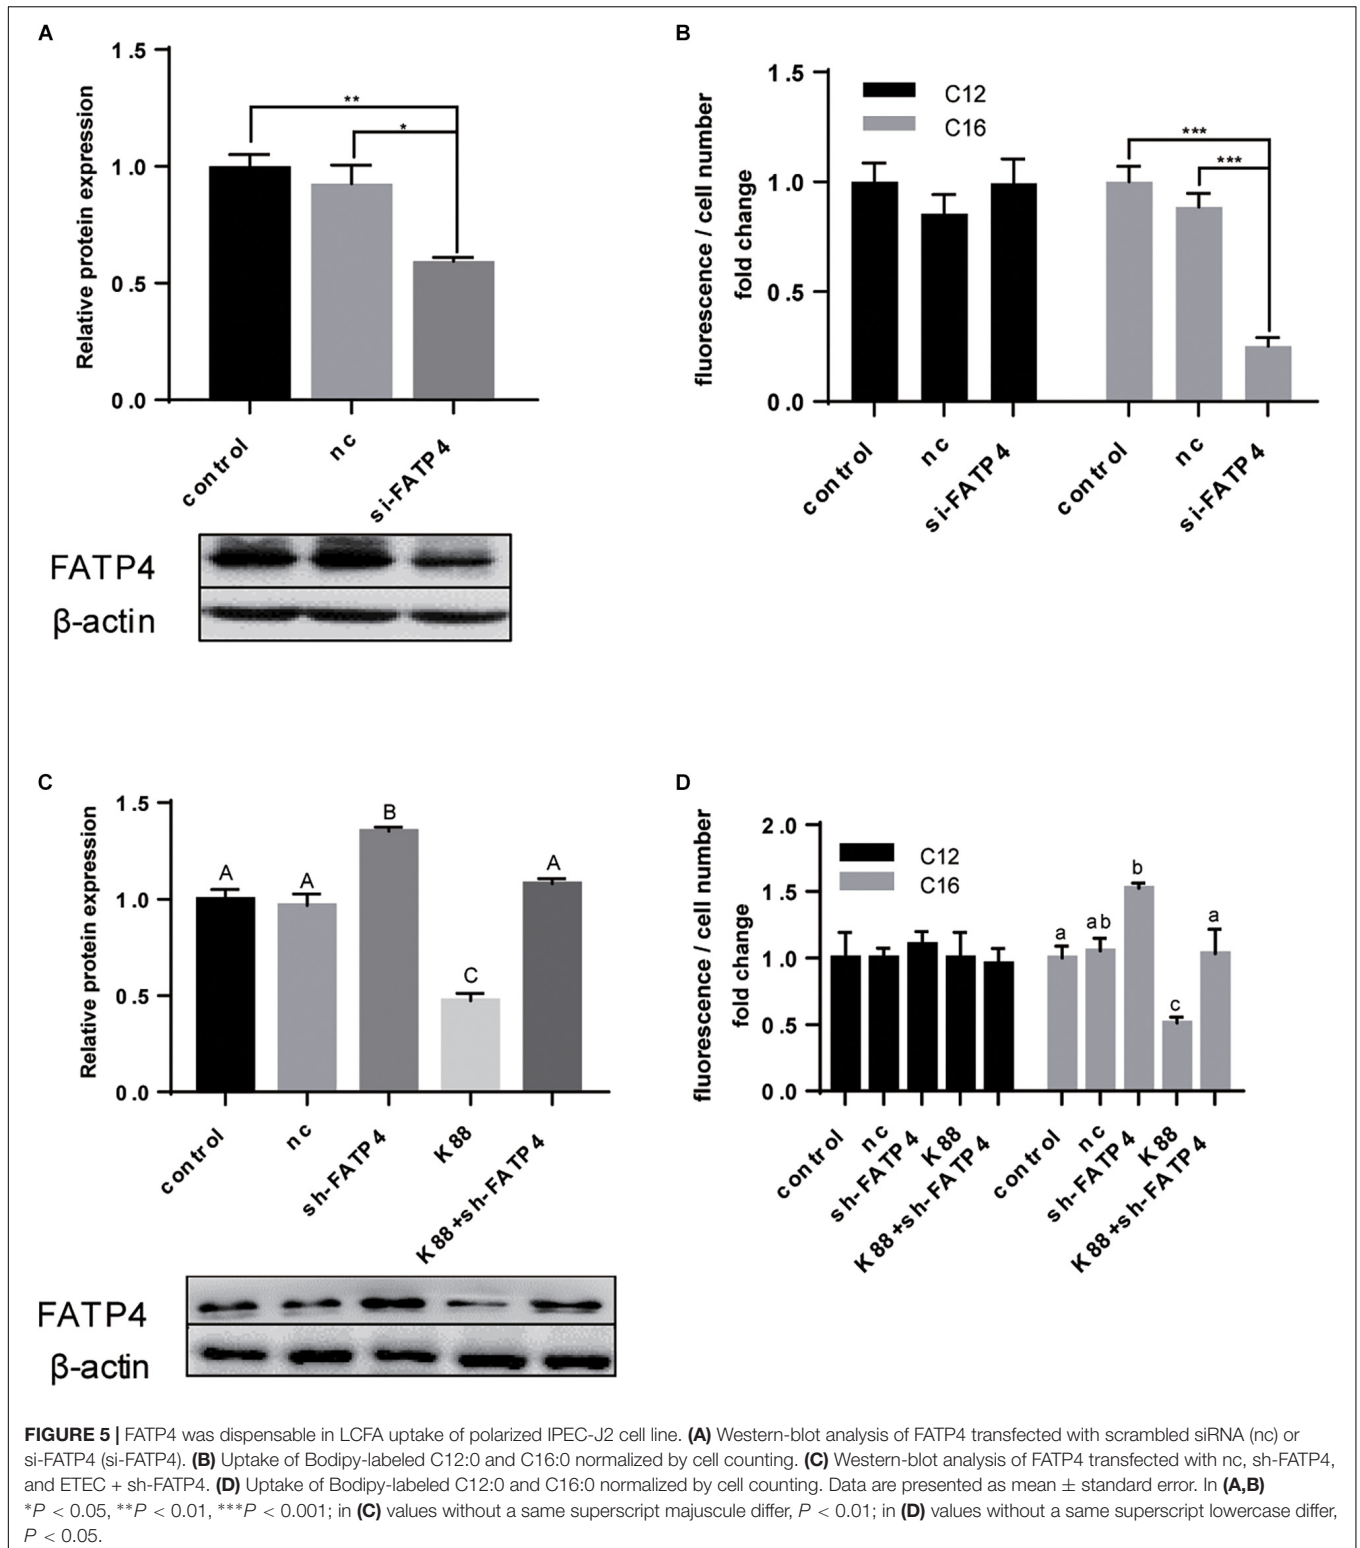 A
1.5
1.0
0.5
0.0
Relative protein expression
**
*
control
nc
si-FATP4
FATP4
β-actin
B
1.5
1.0
0.5
0.0
fluorescence / cell number
fold change
C12
C16
***
***
control
nc
si-FATP4
control
nc
si-FATP4
C
1.5
1.0
0.5
0.0
Relative protein expression
A
A
B
C
A
control
nc
sh-FATP4
K88
K88+sh-FATP4
FATP4
β-actin
D
2.0
1.5
1.0
0.5
0.0
fluorescence / cell number
fold change
C12
C16
a
ab
b
c
a
control
nc
sh-FATP4
K88
K88+sh-FATP4
control
nc
sh-FATP4
K88
K88+sh-FATP4
FIGURE 5 | FATP4 was dispensable in LCFA uptake of polarized IPEC-J2 cell line. (A) Western-blot analysis of FATP4 transfected with scrambled siRNA (nc) or
si-FATP4 (si-FATP4). (B) Uptake of Bodipy-labeled C12:0 and C16:0 normalized by cell counting. (C) Western-blot analysis of FATP4 transfected with nc, sh-FATP4,
and ETEC + sh-FATP4. (D) Uptake of Bodipy-labeled C12:0 and C16:0 normalized by cell counting. Data are presented as mean ± standard error. In (A,B)
*P < 0.05, **P < 0.01, ***P < 0.001; in (C) values without a same superscript majuscule differ, P < 0.01; in (D) values without a same superscript lowercase differ,
P < 0.05.